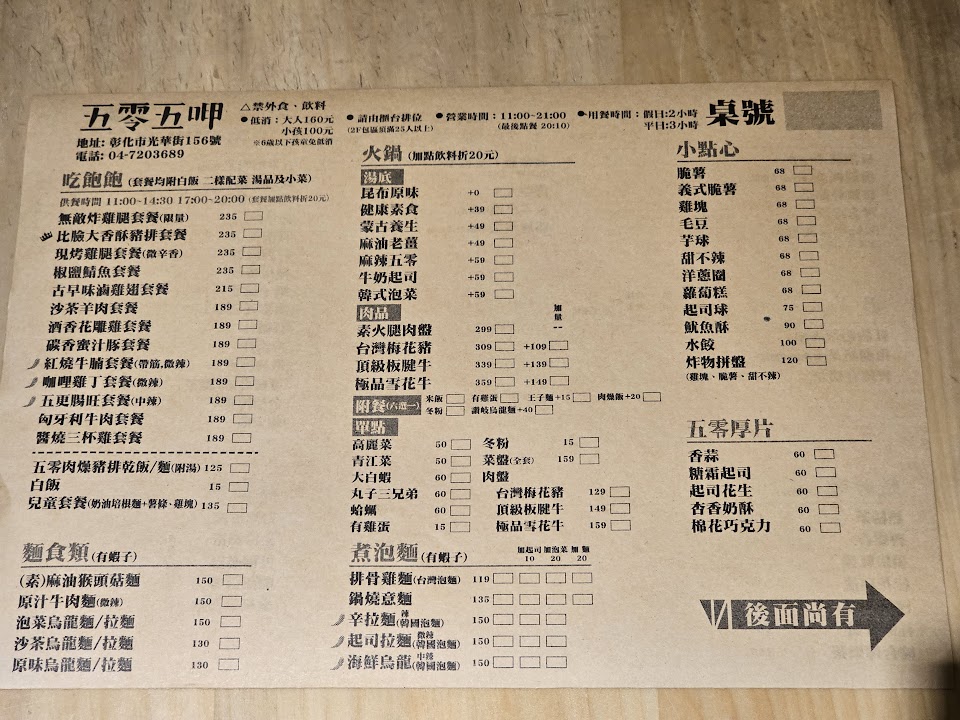 五零五呷
地址: 彰化市光華街156號
電話: 04-7203689
△禁外食、飲料
●低消：大人160元
小孩100元
※6歲以下孩童免低消
●請由櫃台排位
(2F包區須滿25人以上)
●營業時間：11:00~21:00
(最後點餐 20:10)
●用餐時間：假日:2小時
平日:3小時
桌號
吃飽飽 (套餐均附白飯 二樣配菜 湯品及小菜)
供餐時間 11:00~14:30 17:00~20:00 (套餐加點飲料折20元)
無敵炸雞腿套餐(限量) 235
比臉大香酥豬排套餐 235
現烤雞腿套餐(微辛香) 235
椒鹽鯖魚套餐 235
古早味滷雞翅套餐 215
沙茶羊肉套餐 189
酒香花雕雞套餐 189
碳香蜜汁豚套餐 189
紅燒牛腩套餐(帶筋,微辣) 189
咖哩雞丁套餐(微辣) 189
五更腸旺套餐(中辣) 189
匈牙利牛肉套餐 189
醬燒三杯雞套餐 189
五零肉燥豬排乾飯/麵(附湯) 125
白飯 15
兒童套餐(奶油培根麵+薯條、雞塊) 135
麵食類(有蝦子)
(素)麻油猴頭菇麵 150
原汁牛肉麵(微辣) 150
泡菜烏龍麵/拉麵 150
沙茶烏龍麵/拉麵 130
原味烏龍麵/拉麵 130
火鍋 (加點飲料折20元)
湯底
昆布原味 +0
健康素食 +39
蒙古養生 +49
麻油老薑 +49
麻辣五零 +59
牛奶起司 +59
韓式泡菜 +59
肉品 加量
素火腿肉盤 299 --
台灣梅花豬 309 +109
頂級板腱牛 339 +139
極品雪花牛 359 +149
附餐(六選一) 米飯 有雞蛋 王子麵+15 肉燥飯+20
冬粉 讚岐烏龍麵+40
單點
高麗菜 50 冬粉 15
青江菜 50 菜盤(全套) 159
大白蝦 60 肉盤
丸子三兄弟 60 台灣梅花豬 129
蛤蠣 60 頂級板腱牛 149
有雞蛋 15 極品雪花牛 159
煮泡麵(有蝦子) 加起司 加泡菜 加麵
10 20 20
排骨雞麵(台灣泡麵) 119
鍋燒意麵 135
辛拉麵 辣(韓國泡麵) 150
起司拉麵 微辣(韓國泡麵) 150
海鮮烏龍 中辣(韓國泡麵) 150
小點心
脆薯 68
義式脆薯 68
雞塊 68
毛豆 68
芋球 68
甜不辣 68
洋蔥圈 68
蘿蔔糕 68
起司球 75
魷魚酥 90
水餃 100
炸物拼盤 120
(雞塊、脆薯、甜不辣)
五零厚片
香蒜 60
糖霜起司 60
起司花生 60
杏香奶酥 60
棉花巧克力 60
後面尚有